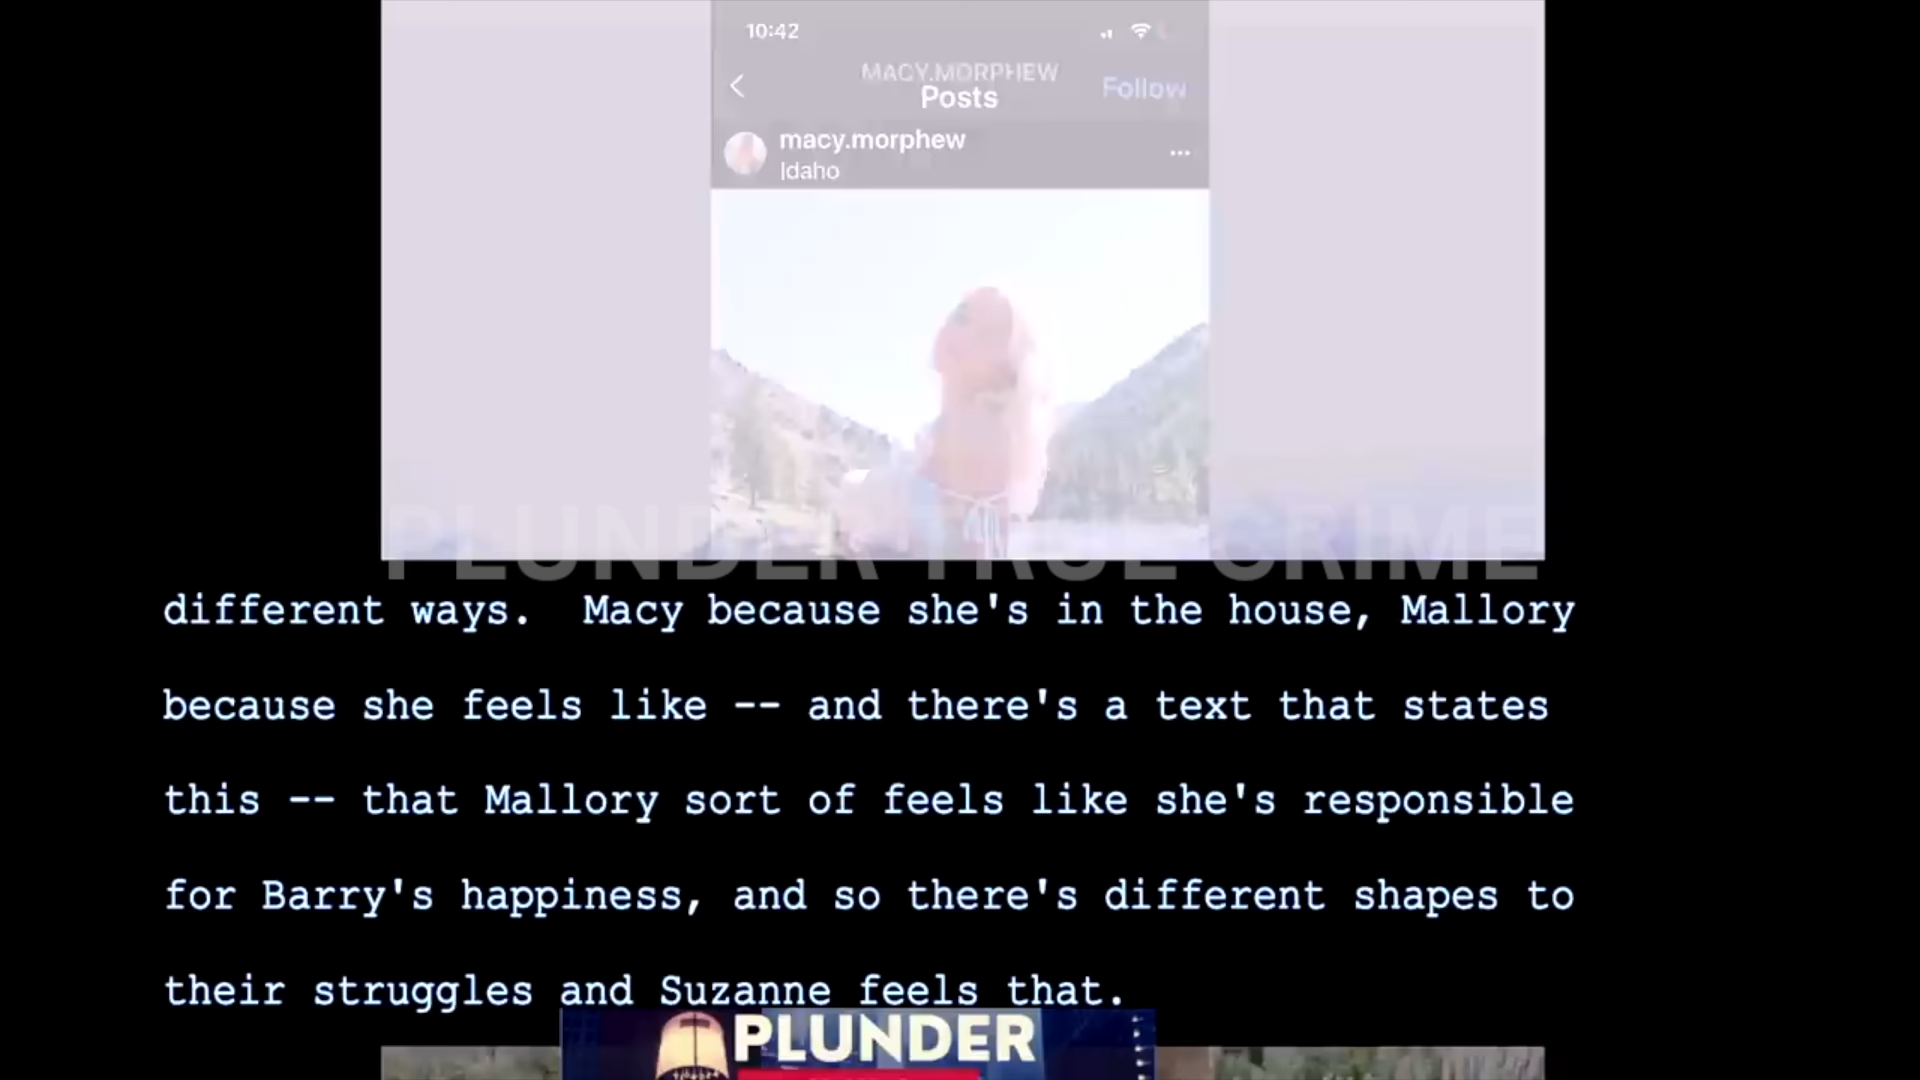 10:42
MACY.MORPHEW
Posts
Follow
macy.morphew
Idaho
PLUNDER TRUE CRIME
different ways.  Macy because she's in the house, Mallory
because she feels like -- and there's a text that states
this -- that Mallory sort of feels like she's responsible
for Barry's happiness, and so there's different shapes to
their struggles and Suzanne feels that.
PLUNDER